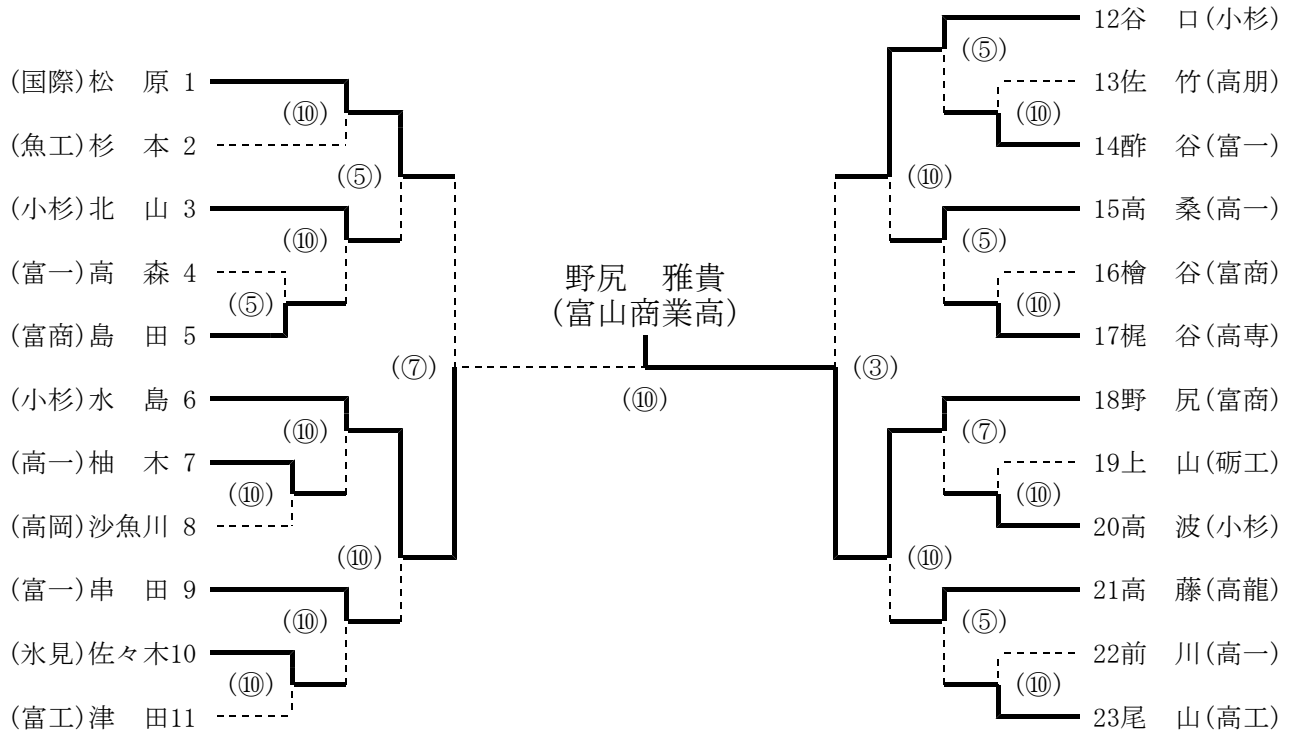 (国際)松　原 1
(⑩)
(魚工)杉　本 2
(⑤)
(小杉)北　山 3
(⑩)
(富一)高　森 4
(⑤)
(富商)島　田 5
(⑦)
(小杉)水　島 6
(⑩)
(高一)柚　木 7
(⑩)
(高岡)沙魚川 8
(⑩)
(富一)串　田 9
(⑩)
(氷見)佐々木10
(⑩)
(富工)津　田11
野尻　雅貴
(富山商業高)
(⑩)
12谷　口(小杉)
(⑤)
13佐　竹(高朋)
(⑩)
14酢　谷(富一)
(⑩)
15高　桑(高一)
(⑤)
16檜　谷(富商)
(⑩)
17梶　谷(高専)
(③)
18野　尻(富商)
(⑦)
19上　山(砺工)
(⑩)
20高　波(小杉)
(⑩)
21高　藤(高龍)
(⑤)
22前　川(高一)
(⑩)
23尾　山(高工)